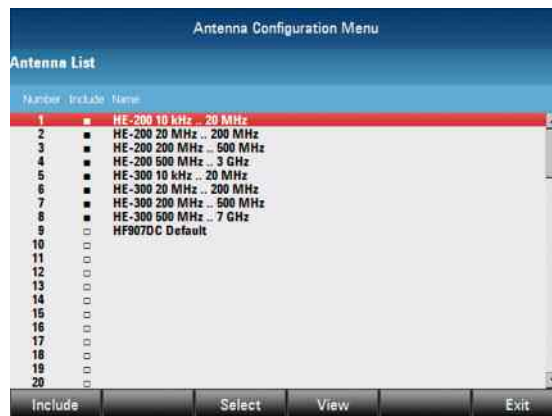 Antenna Configuration Menu
Antenna List
Number Include Name
1 HE-200 10 kHz .. 20 MHz
2 HE-200 20 MHz .. 200 MHz
3 HE-200 200 MHz .. 500 MHz
4 HE-200 500 MHz .. 3 GHz
5 HE-300 10 kHz .. 20 MHz
6 HE-300 20 MHz .. 200 MHz
7 HE-300 200 MHz .. 500 MHz
8 HE-300 500 MHz .. 7 GHz
9 HF907DC Default
10
11
12
13
14
15
16
17
18
19
20
Include Select View Exit